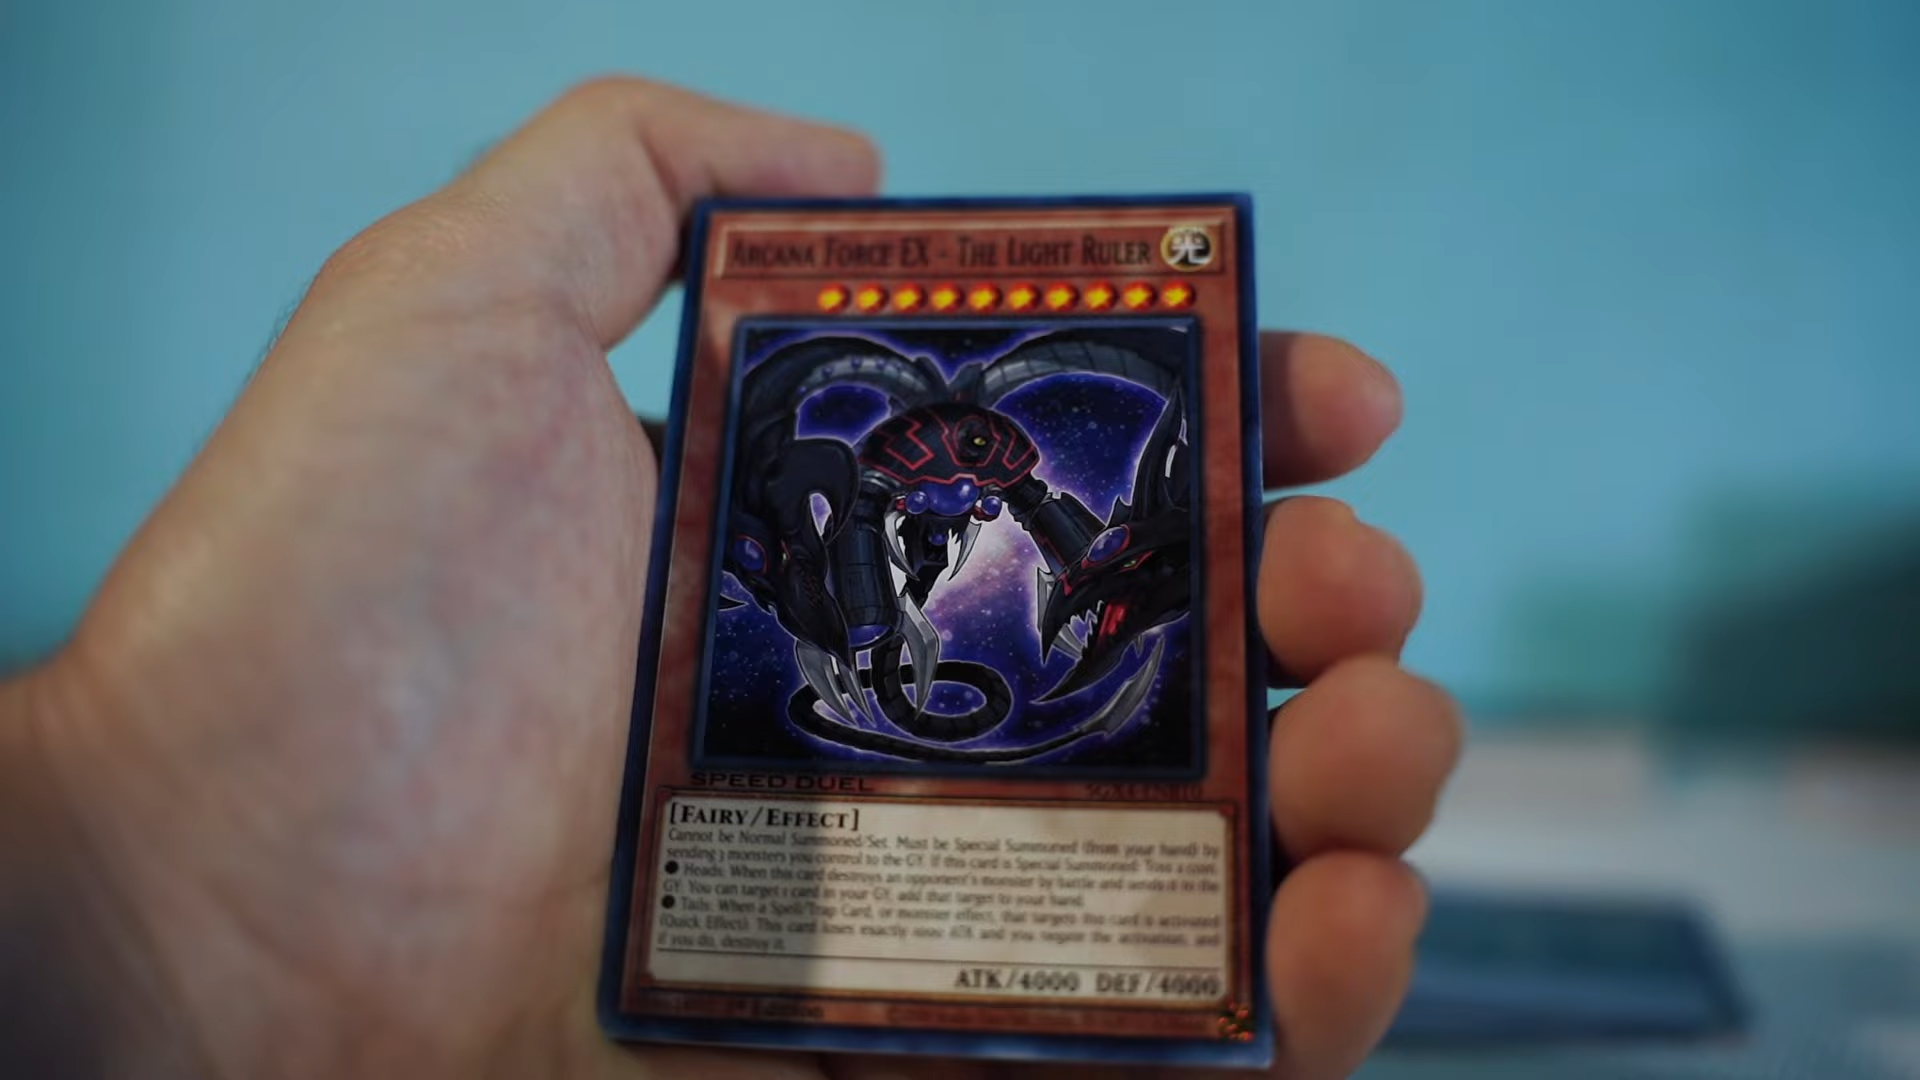 ARCANA FORCE EX - THE LIGHT RULER
光
SPEED DUEL
[FAIRY/EFFECT]
Cannot be Normal Summoned/Set. Must be Special Summoned (from your hand) by
sending 3 monsters you control to the GY. If this card is Special Summoned: Toss a coin.
● Heads: When this card destroys an opponent's monster by battle and sends it to the
GY: You can target 1 card in your GY; add that target to your hand.
● Tails: When a Spell/Trap Card, or monster effect, that targets this card is activated
(Quick Effect): This card loses exactly 1000 ATK, and you negate the activation, and
if you do, destroy it.
ATK/4000 DEF/4000
1st Edition